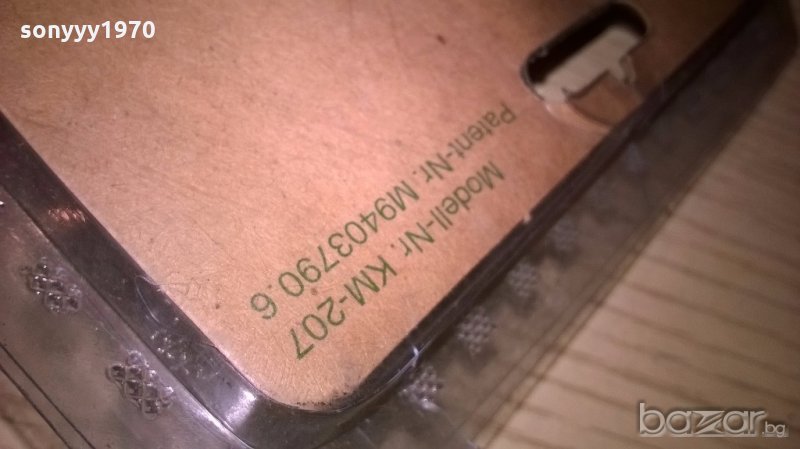 sonyyy1970
Modell-Nr. KM-207
Patent-Nr. M9403790.6
bazar.bg